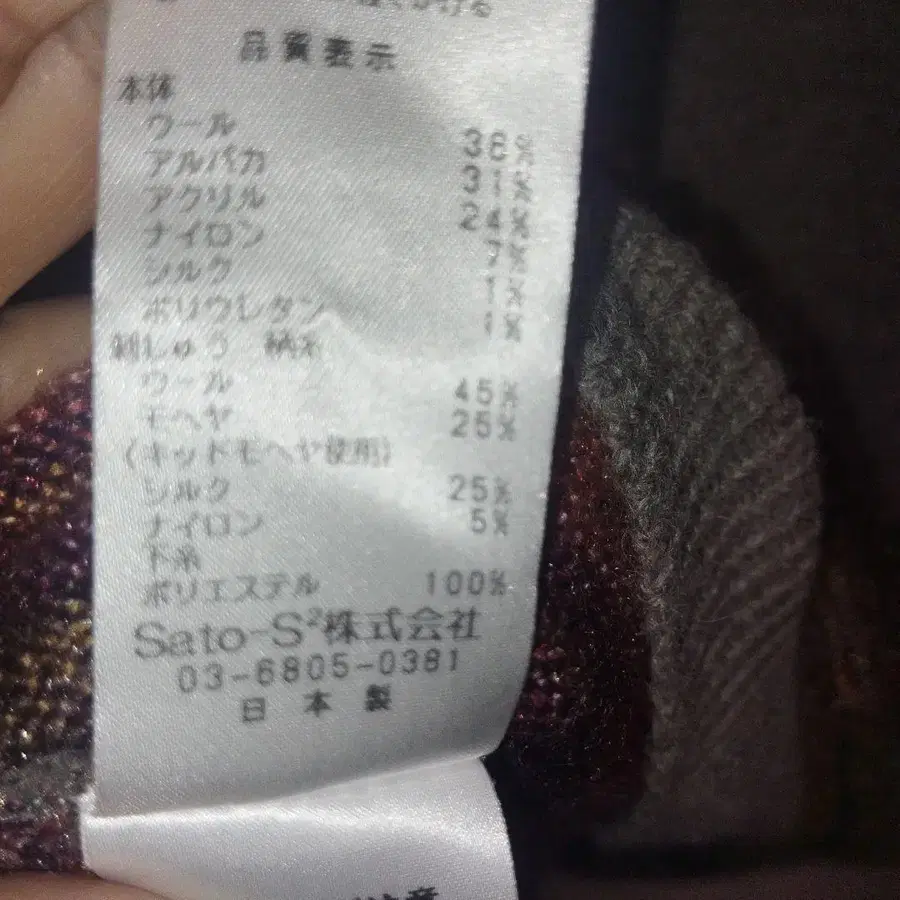 品質表示
本体
ウール 36%
アルパカ 31%
アクリル 24%
ナイロン 7%
シルク 1%
ポリウレタン 1%
刺しゅう 柄糸
ウール 45%
モヘヤ 25%
(キッドモヘヤ使用)
シルク 25%
ナイロン 5%
下糸
ポリエステル 100%
Sato-S²株式会社
03-6805-0381
日本製